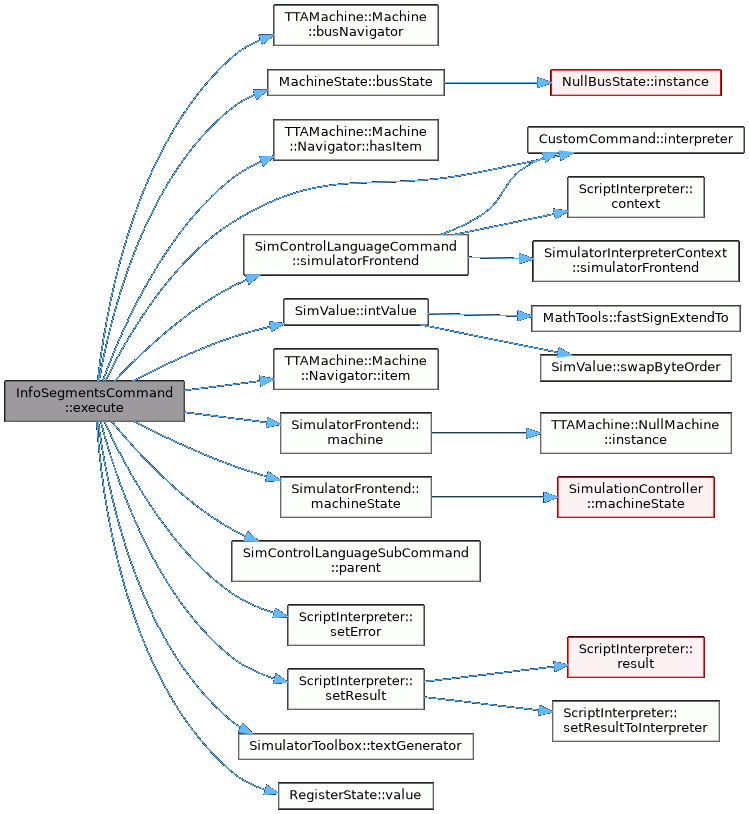 InfoSegmentsCommand
::execute
TTAMachine::Machine
::busNavigator
MachineState::busState
NullBusState::instance
TTAMachine::Machine
::Navigator::hasItem
CustomCommand::interpreter
ScriptInterpreter::
context
SimControlLanguageCommand
::simulatorFrontend
SimulatorInterpreterContext
::simulatorFrontend
SimValue::intValue
MathTools::fastSignExtendTo
SimValue::swapByteOrder
TTAMachine::Machine
::Navigator::item
SimulatorFrontend::
machine
TTAMachine::NullMachine
::instance
SimulatorFrontend::
machineState
SimulationController
::machineState
SimControlLanguageSubCommand
::parent
ScriptInterpreter::
setError
ScriptInterpreter::
setResult
ScriptInterpreter::
result
ScriptInterpreter::
setResultToInterpreter
SimulatorToolbox::textGenerator
RegisterState::value